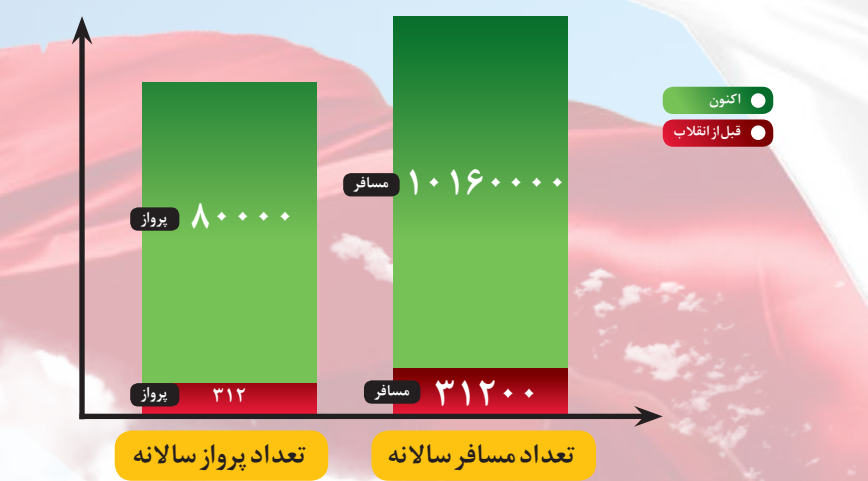 اکنون
قبل از انقلاب
۱۰۱۶۰۰۰۰ مسافر
۸۰۰۰۰ پرواز
۳۱۲۰۰ مسافر
۳۱۲ پرواز
تعداد مسافر سالانه
تعداد پرواز سالانه